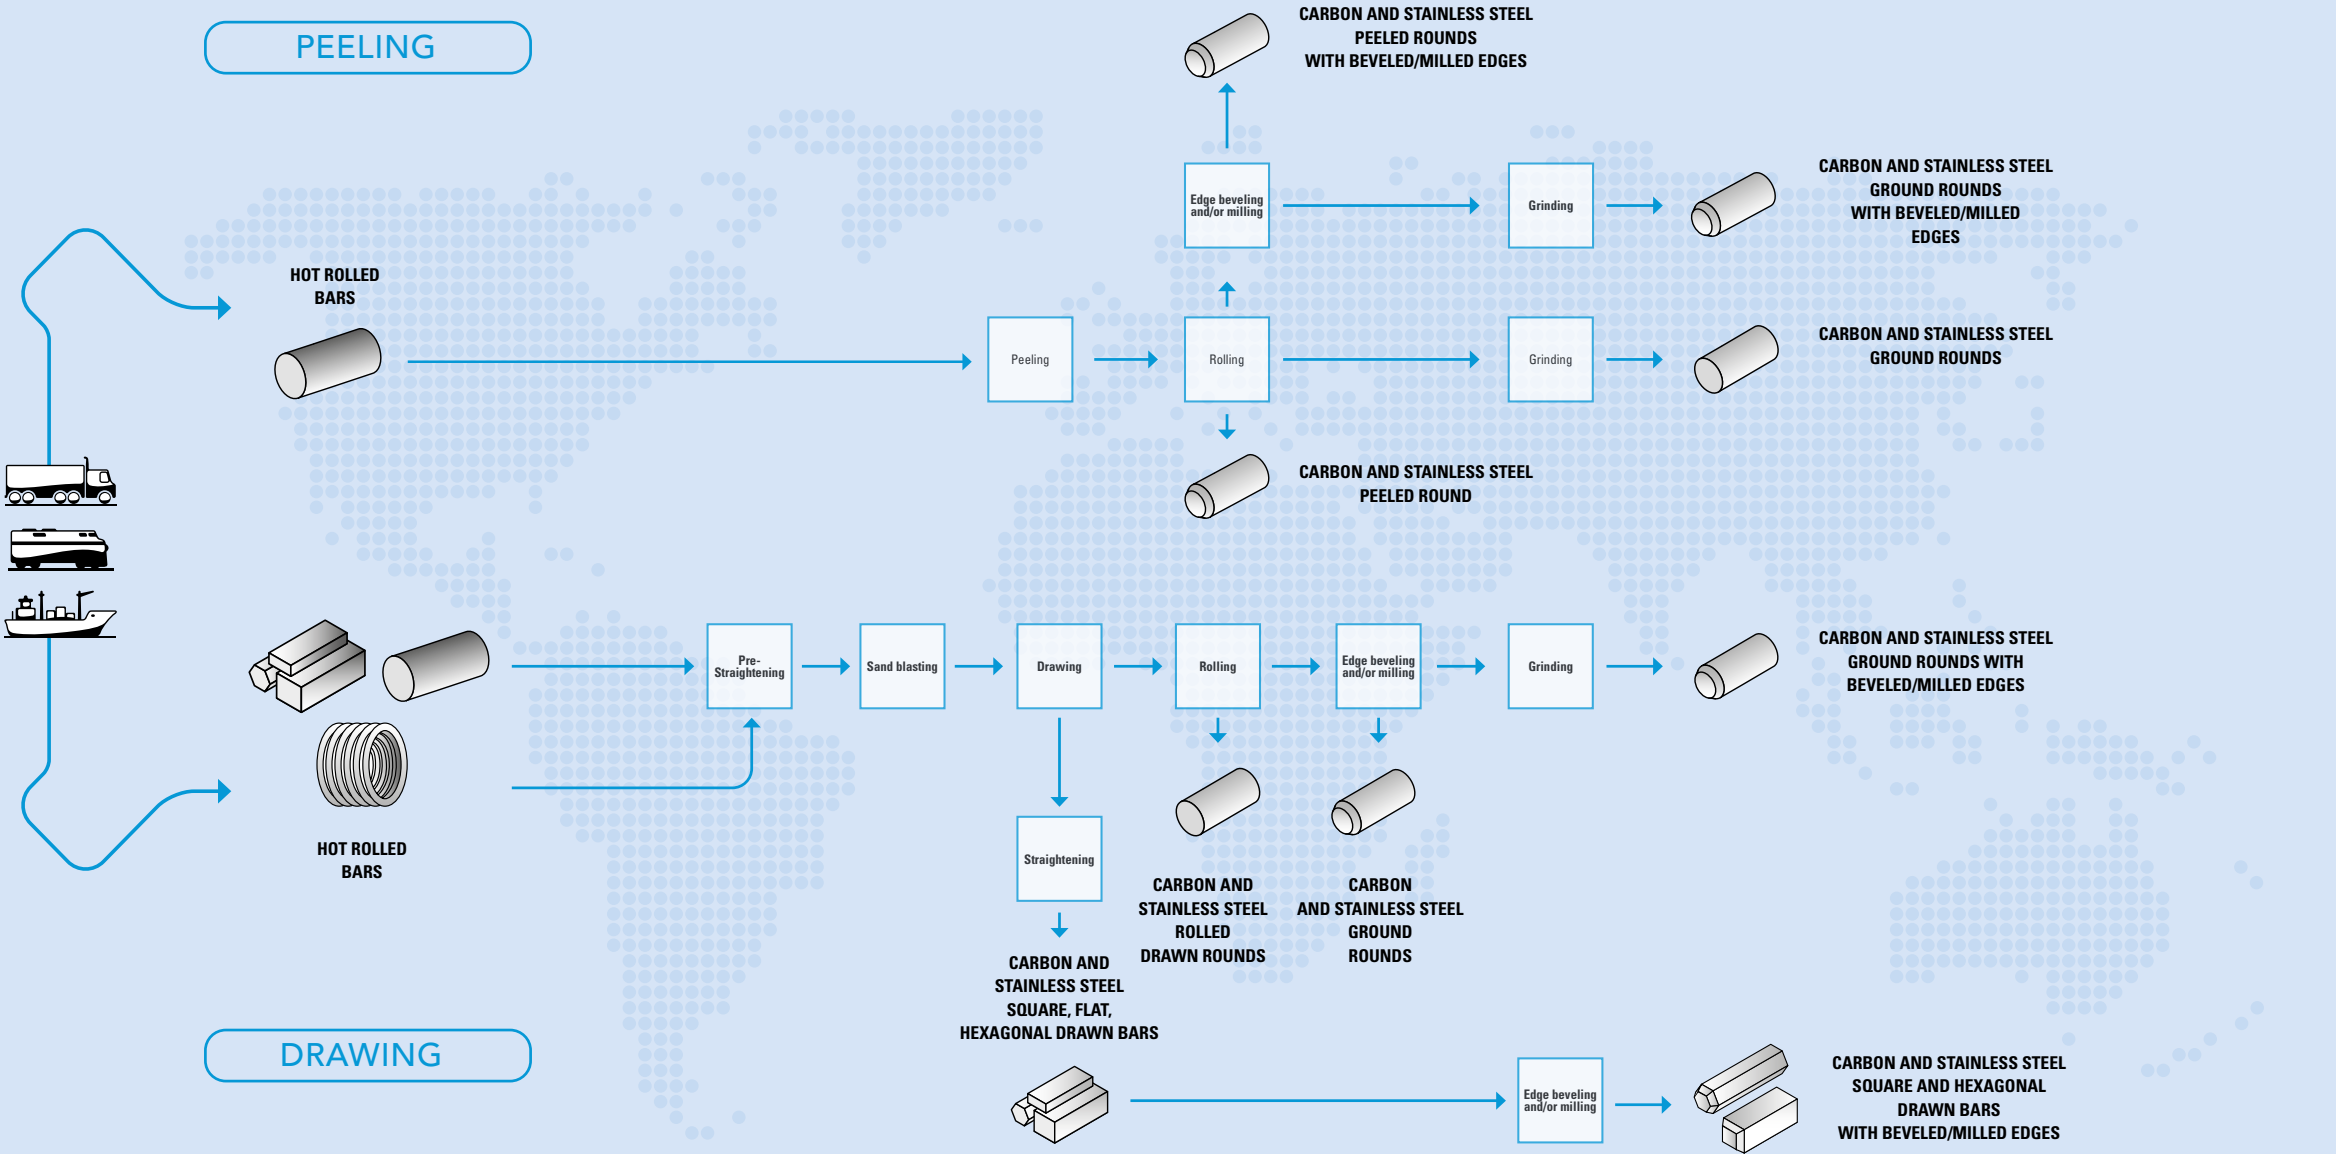 PEELING
CARBON AND STAINLESS STEEL
PEELED ROUNDS
WITH BEVELED/MILLED EDGES
Edge beveling
and/or milling
Grinding
CARBON AND STAINLESS STEEL
GROUND ROUNDS
WITH BEVELED/MILLED
EDGES
HOT ROLLED
BARS
Peeling
Rolling
Grinding
CARBON AND STAINLESS STEEL
GROUND ROUNDS
CARBON AND STAINLESS STEEL
PEELED ROUND
Pre-
Straightening
Sand blasting
Drawing
Rolling
Edge beveling
and/or milling
Grinding
CARBON AND STAINLESS STEEL
GROUND ROUNDS WITH
BEVELED/MILLED EDGES
HOT ROLLED
BARS
Straightening
CARBON AND
STAINLESS STEEL
ROLLED
DRAWN ROUNDS
CARBON
AND STAINLESS STEEL
GROUND
ROUNDS
CARBON AND
STAINLESS STEEL
SQUARE, FLAT,
HEXAGONAL DRAWN BARS
DRAWING
Edge beveling
and/or milling
CARBON AND STAINLESS STEEL
SQUARE AND HEXAGONAL
DRAWN BARS
WITH BEVELED/MILLED EDGES